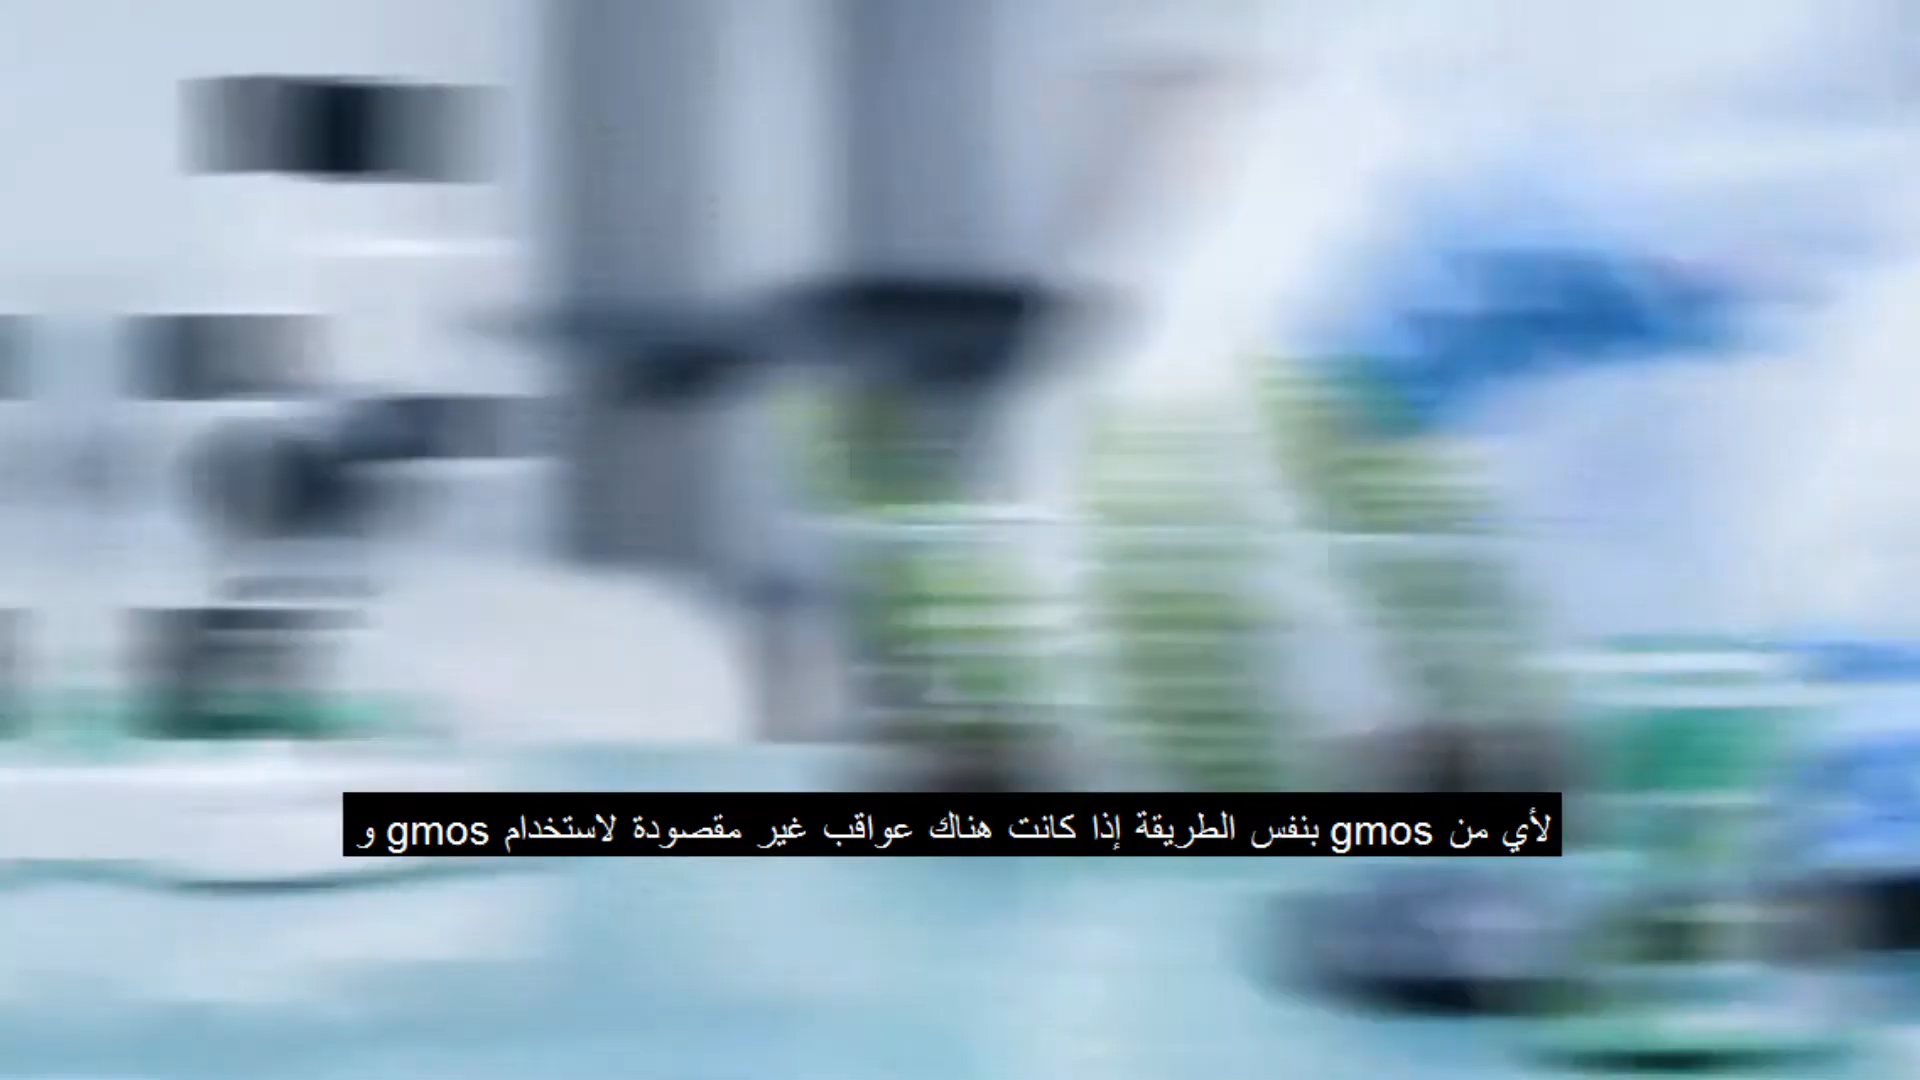 لأي من gmos بنفس الطريقة إذا كانت هناك عواقب غير مقصودة لاستخدام gmos و